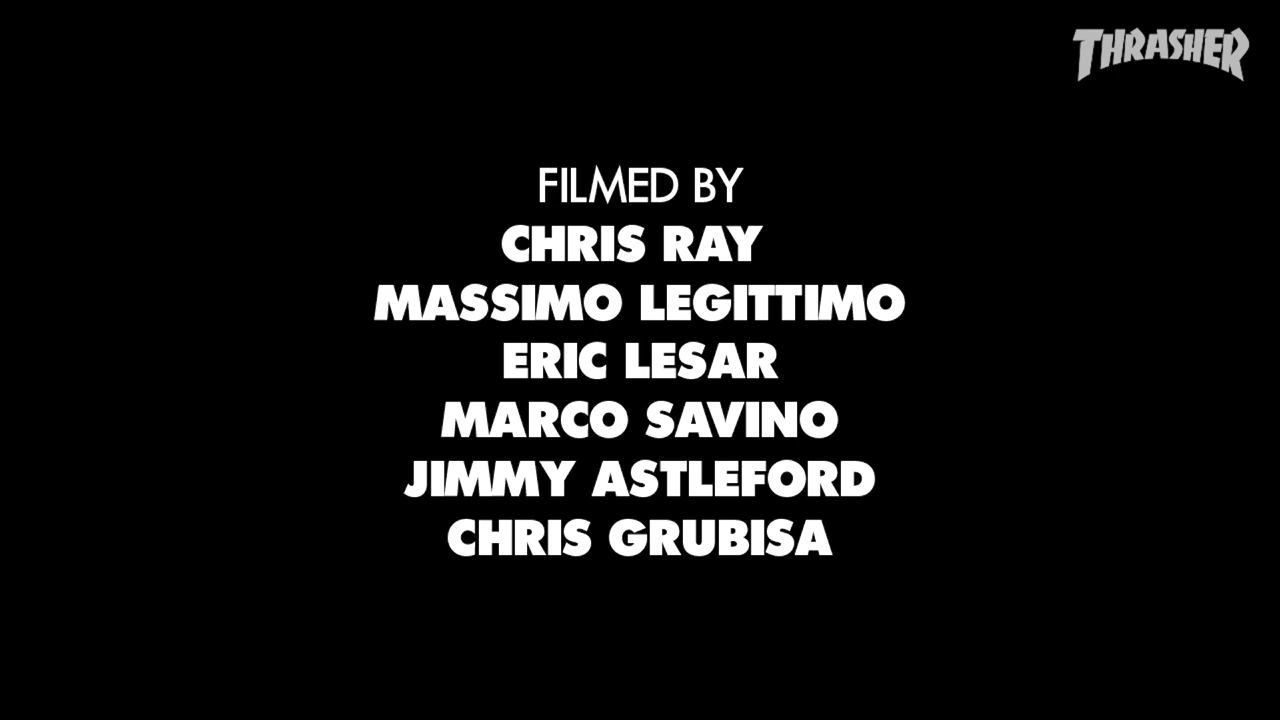 THRASHER
FILMED BY
CHRIS RAY
MASSIMO LEGITTIMO
ERIC LESAR
MARCO SAVINO
JIMMY ASTLEFORD
CHRIS GRUBISA